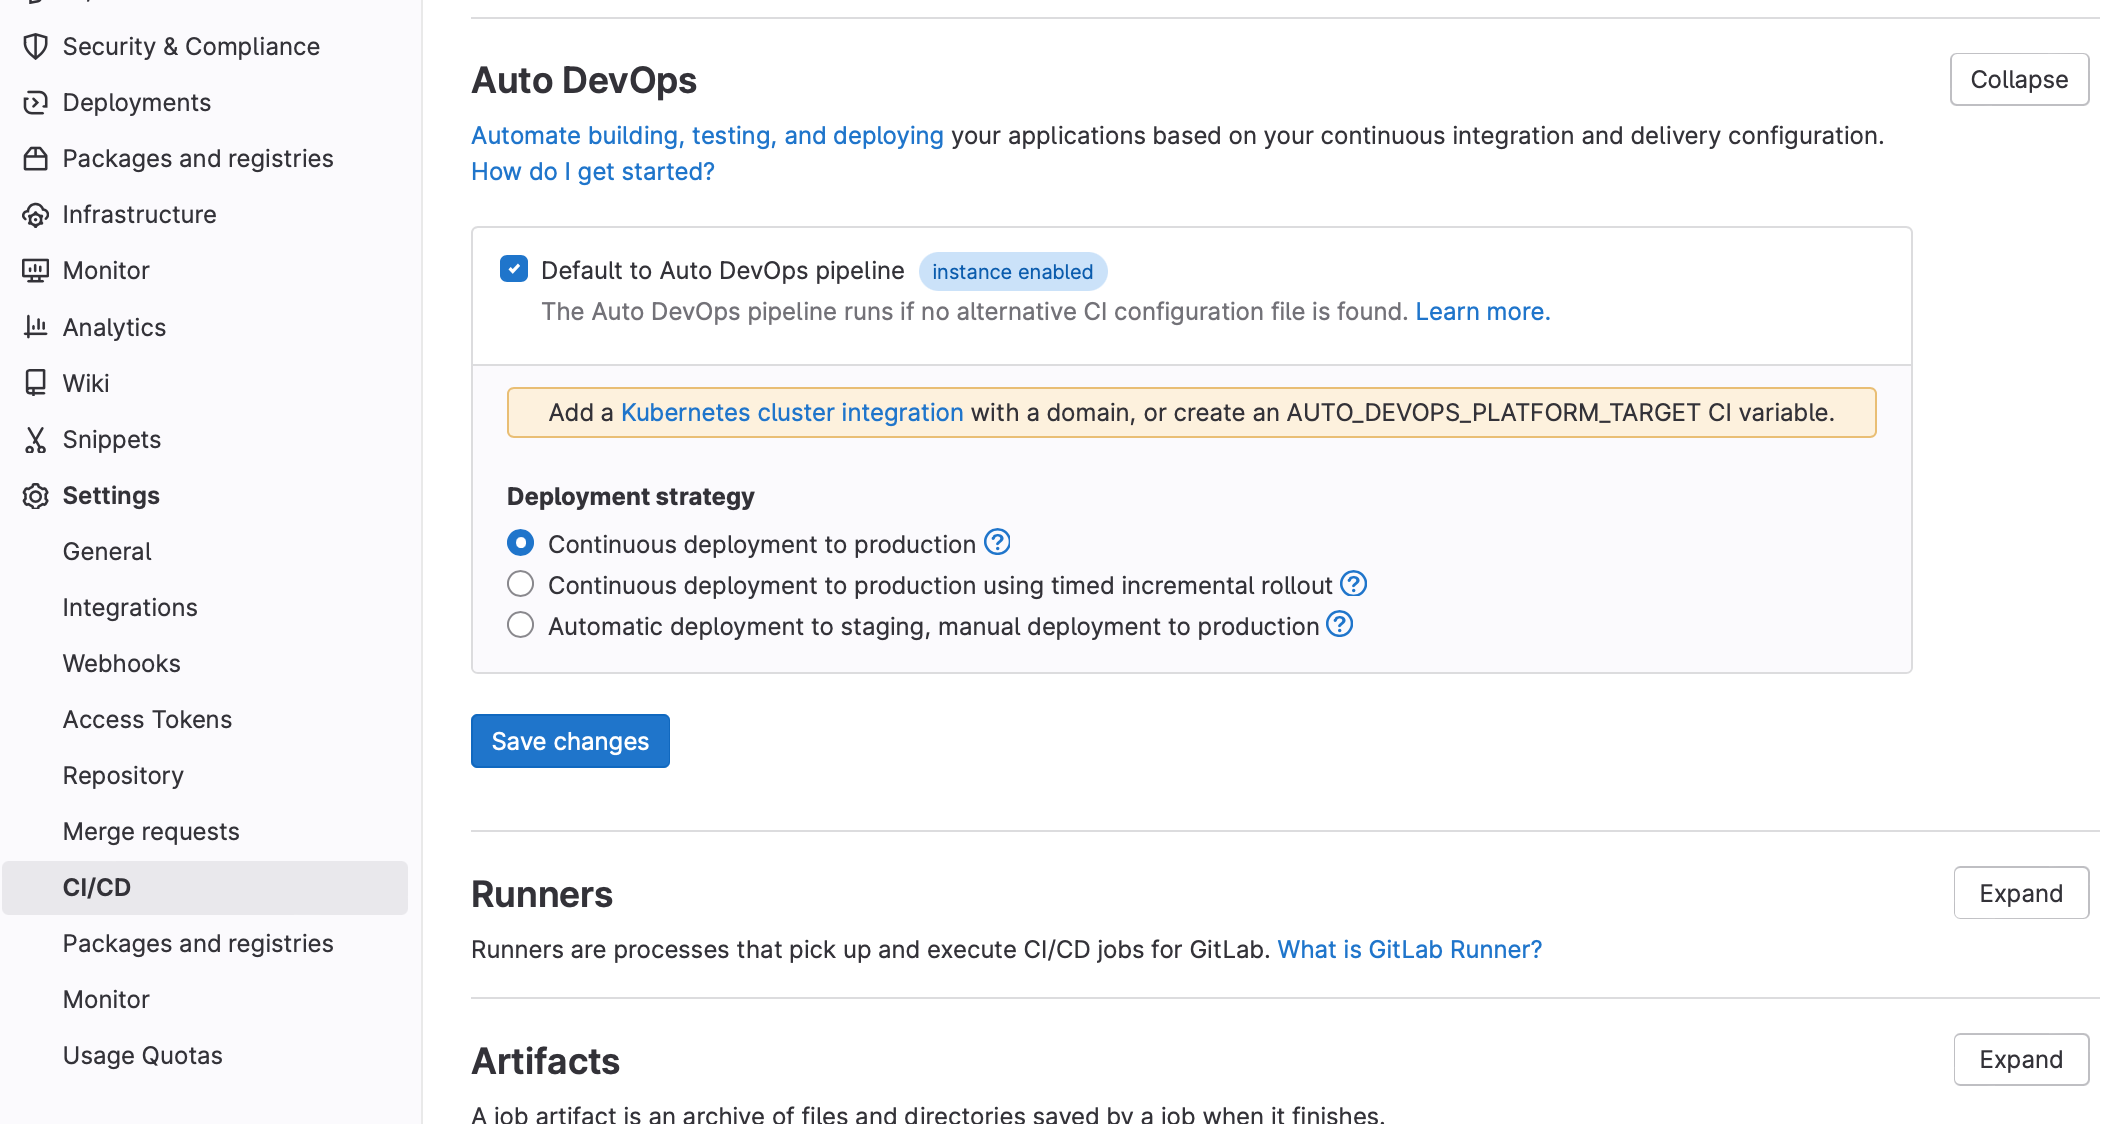 Security & Compliance
Deployments
Packages and registries
Infrastructure
Monitor
Analytics
Wiki
Snippets
Settings
General
Integrations
Webhooks
Access Tokens
Repository
Merge requests
CI/CD
Packages and registries
Monitor
Usage Quotas
Auto DevOps
Collapse
Automate building, testing, and deploying your applications based on your continuous integration and delivery configuration.
How do I get started?
Default to Auto DevOps pipeline instance enabled
The Auto DevOps pipeline runs if no alternative CI configuration file is found. Learn more.
Add a Kubernetes cluster integration with a domain, or create an AUTO_DEVOPS_PLATFORM_TARGET CI variable.
Deployment strategy
Continuous deployment to production
Continuous deployment to production using timed incremental rollout
Automatic deployment to staging, manual deployment to production
Save changes
Runners
Expand
Runners are processes that pick up and execute CI/CD jobs for GitLab. What is GitLab Runner?
Artifacts
Expand
A job artifact is an archive of files and directories saved by a job when it finishes.